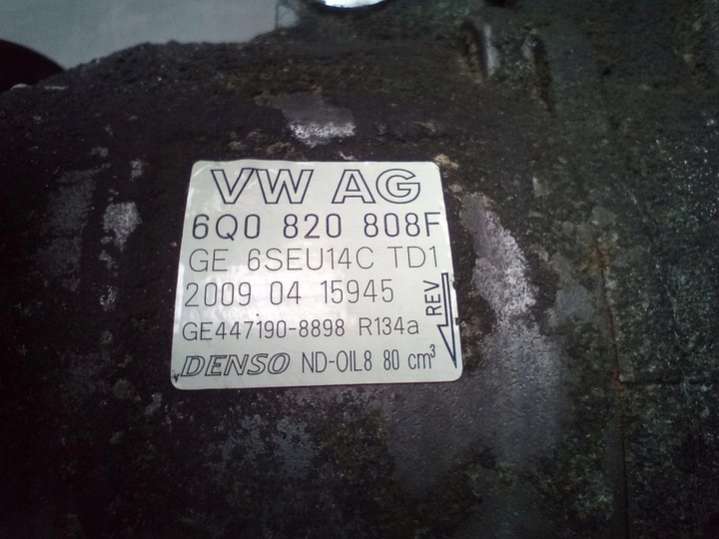 VW AG
6Q0 820 808F
GE 6SEU14C TD1
2009 04 15945
GE447190-8898 R134a
REV
DENSO ND-OIL8 80 cm³